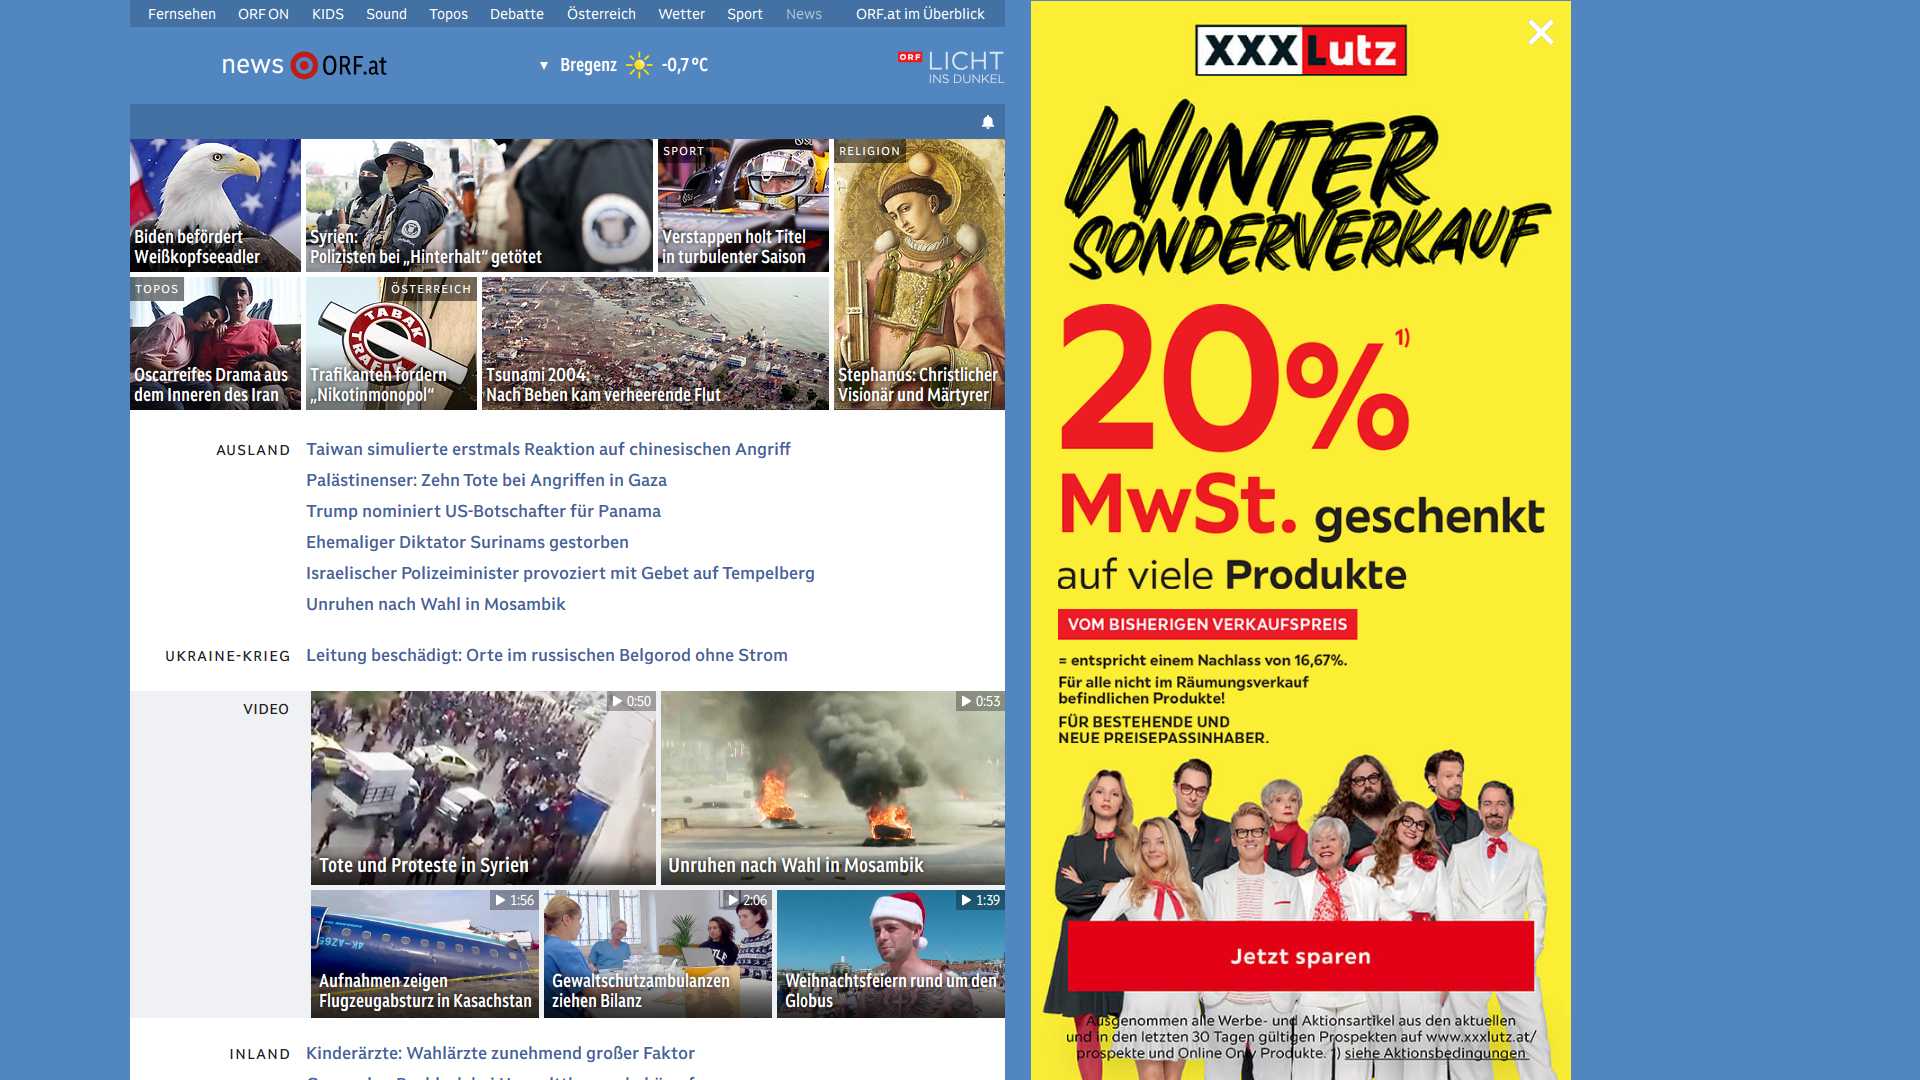 Fernsehen ORF ON KIDS Sound Topos Debatte Österreich Wetter Sport News ORF.at im Überblick
news ORF.at
▼ Bregenz -0,7 °C
ORF LICHT
INS DUNKEL
Biden befördert
Weißkopfseeadler
Syrien:
Polizisten bei „Hinterhalt“ getötet
SPORT
Verstappen holt Titel
in turbulenter Saison
RELIGION
Stephanus: Christlicher
Visionär und Märtyrer
TOPOS
Oscarreifes Drama aus
dem Inneren des Iran
ÖSTERREICH
TABAK
TRAFIK
Trafikanten fordern
„Nikotinmonopol“
Tsunami 2004:
Nach Beben kam verheerende Flut
AUSLAND
Taiwan simulierte erstmals Reaktion auf chinesischen Angriff
Palästinenser: Zehn Tote bei Angriffen in Gaza
Trump nominiert US-Botschafter für Panama
Ehemaliger Diktator Surinams gestorben
Israelischer Polizeiminister provoziert mit Gebet auf Tempelberg
Unruhen nach Wahl in Mosambik
UKRAINE-KRIEG
Leitung beschädigt: Orte im russischen Belgorod ohne Strom
VIDEO
0:50
Tote und Proteste in Syrien
0:53
Unruhen nach Wahl in Mosambik
1:56
4K-AZ65
Aufnahmen zeigen
Flugzeugabsturz in Kasachstan
2:06
Gewaltschutzambulanzen
ziehen Bilanz
1:39
Weihnachtsfeiern rund um den
Globus
INLAND
Kinderärzte: Wahlärzte zunehmend großer Faktor
XXXLutz
WINTER
SONDERVERKAUF
20% 1)
MwSt. geschenkt
auf viele Produkte
VOM BISHERIGEN VERKAUFSPREIS
= entspricht einem Nachlass von 16,67%.
Für alle nicht im Räumungsverkauf
befindlichen Produkte!
FÜR BESTEHENDE UND
NEUE PREISEPASSINHABER.
Jetzt sparen
Ausgenommen alle Werbe- und Aktionsartikel aus den aktuellen
und in den letzten 30 Tagen gültigen Prospekten auf www.xxxlutz.at/
prospekte und Online Only Produkte. 1) siehe Aktionsbedingungen